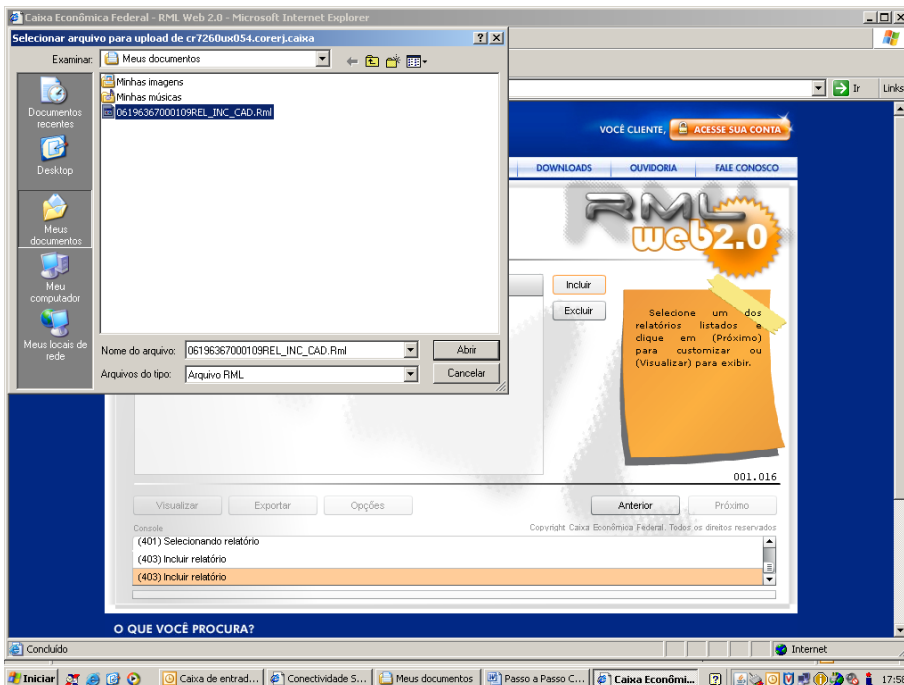 Caixa Econômica Federal - RML Web 2.0 - Microsoft Internet Explorer
Selecionar arquivo para upload de cr7260ux054.corerj.caixa
Examinar:
Meus documentos
Minhas imagens
Minhas músicas
06196367000109REL_INC_CAD.Rml
Documentos
recentes
Desktop
Meus
documentos
Meu
computador
Meus locais de
rede
Nome do arquivo:
06196367000109REL_INC_CAD.Rml
Abrir
Arquivos do tipo:
Arquivo RML
Cancelar
Ir
Links
VOCÊ CLIENTE,
ACESSE SUA CONTA
DOWNLOADS
OUVIDORIA
FALE CONOSCO
RML
web2.0
Incluir
Excluir
Selecione um dos
relatórios listados e
clique em (Próximo)
para customizar ou
(Visualizar) para exibir.
001.016
Visualizar
Exportar
Opções
Anterior
Próximo
Console
Copyright Caixa Econômica Federal. Todos os direitos reservados
(401) Selecionando relatório
(403) Incluir relatório
(403) Incluir relatório
O QUE VOCÊ PROCURA?
Concluído
Internet
Iniciar
Caixa de entrad...
Conectividade S...
Meus documentos
Passo a Passo C...
Caixa Econômi...
17:58